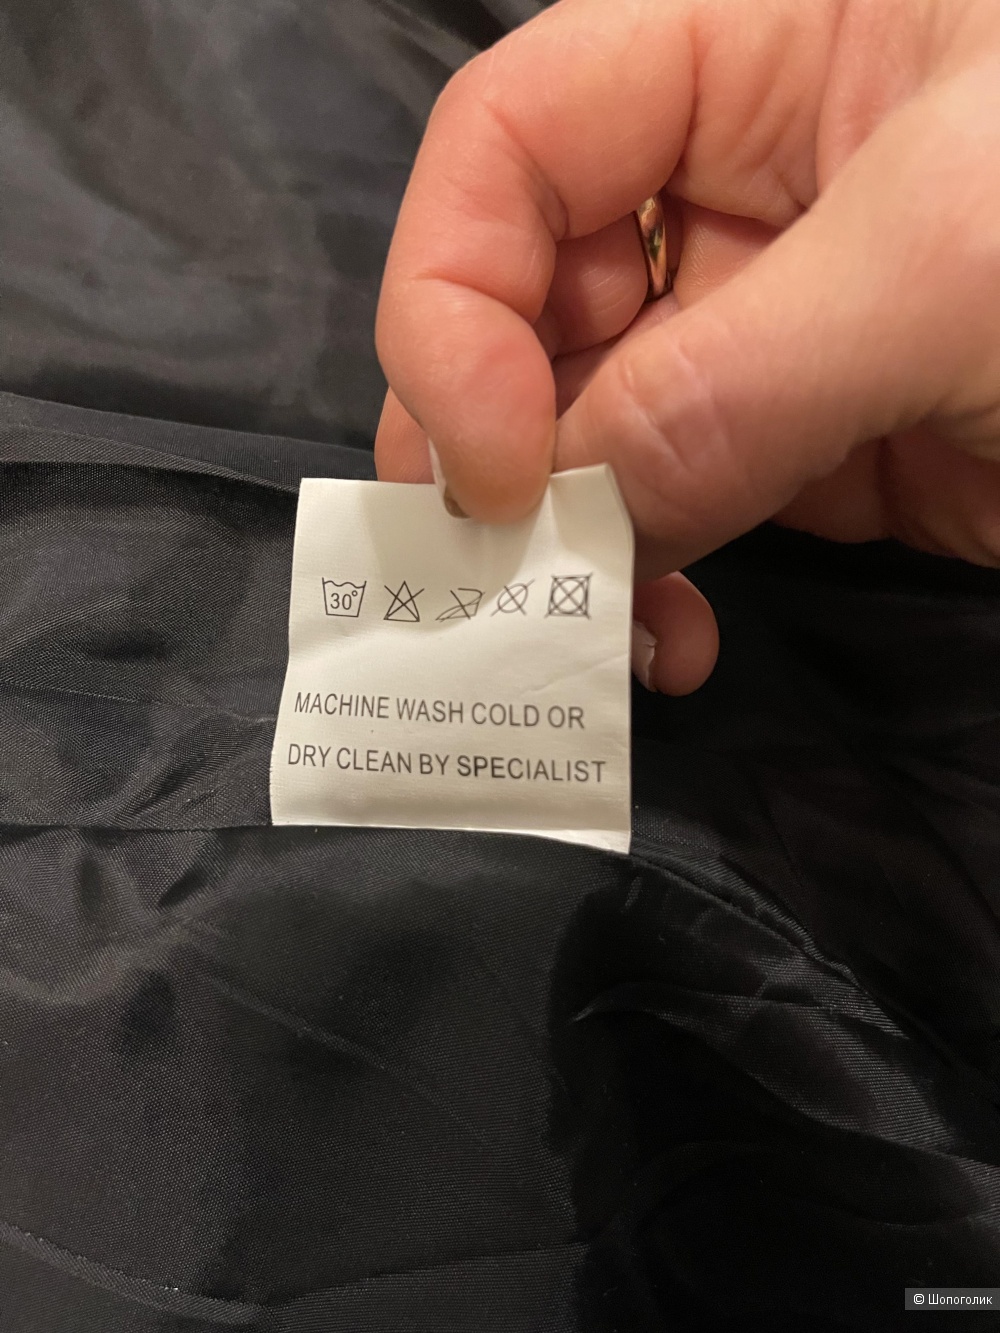 30°
MACHINE WASH COLD OR
DRY CLEAN BY SPECIALIST
© Шопоголик